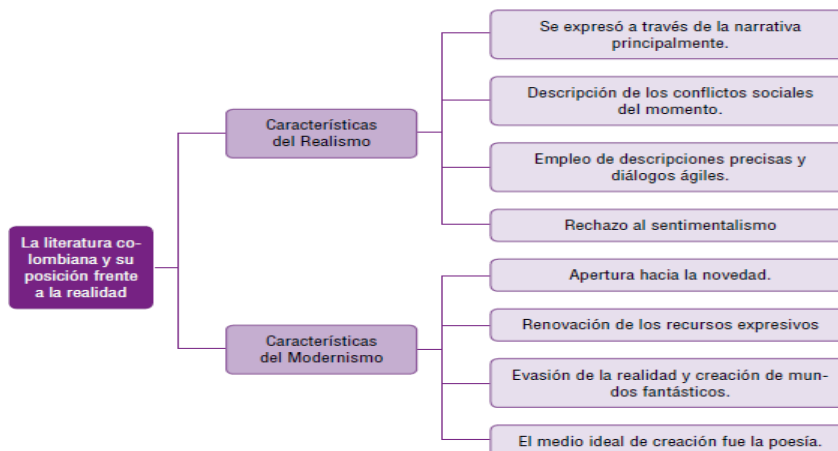 La literatura co-
lombiana y su
posición frente
a la realidad
Características
del Realismo
Se expresó a través de la narrativa
principalmente.
Descripción de los conflictos sociales
del momento.
Empleo de descripciones precisas y
diálogos ágiles.
Rechazo al sentimentalismo
Características
del Modernismo
Apertura hacia la novedad.
Renovación de los recursos expresivos
Evasión de la realidad y creación de mun-
dos fantásticos.
El medio ideal de creación fue la poesía.